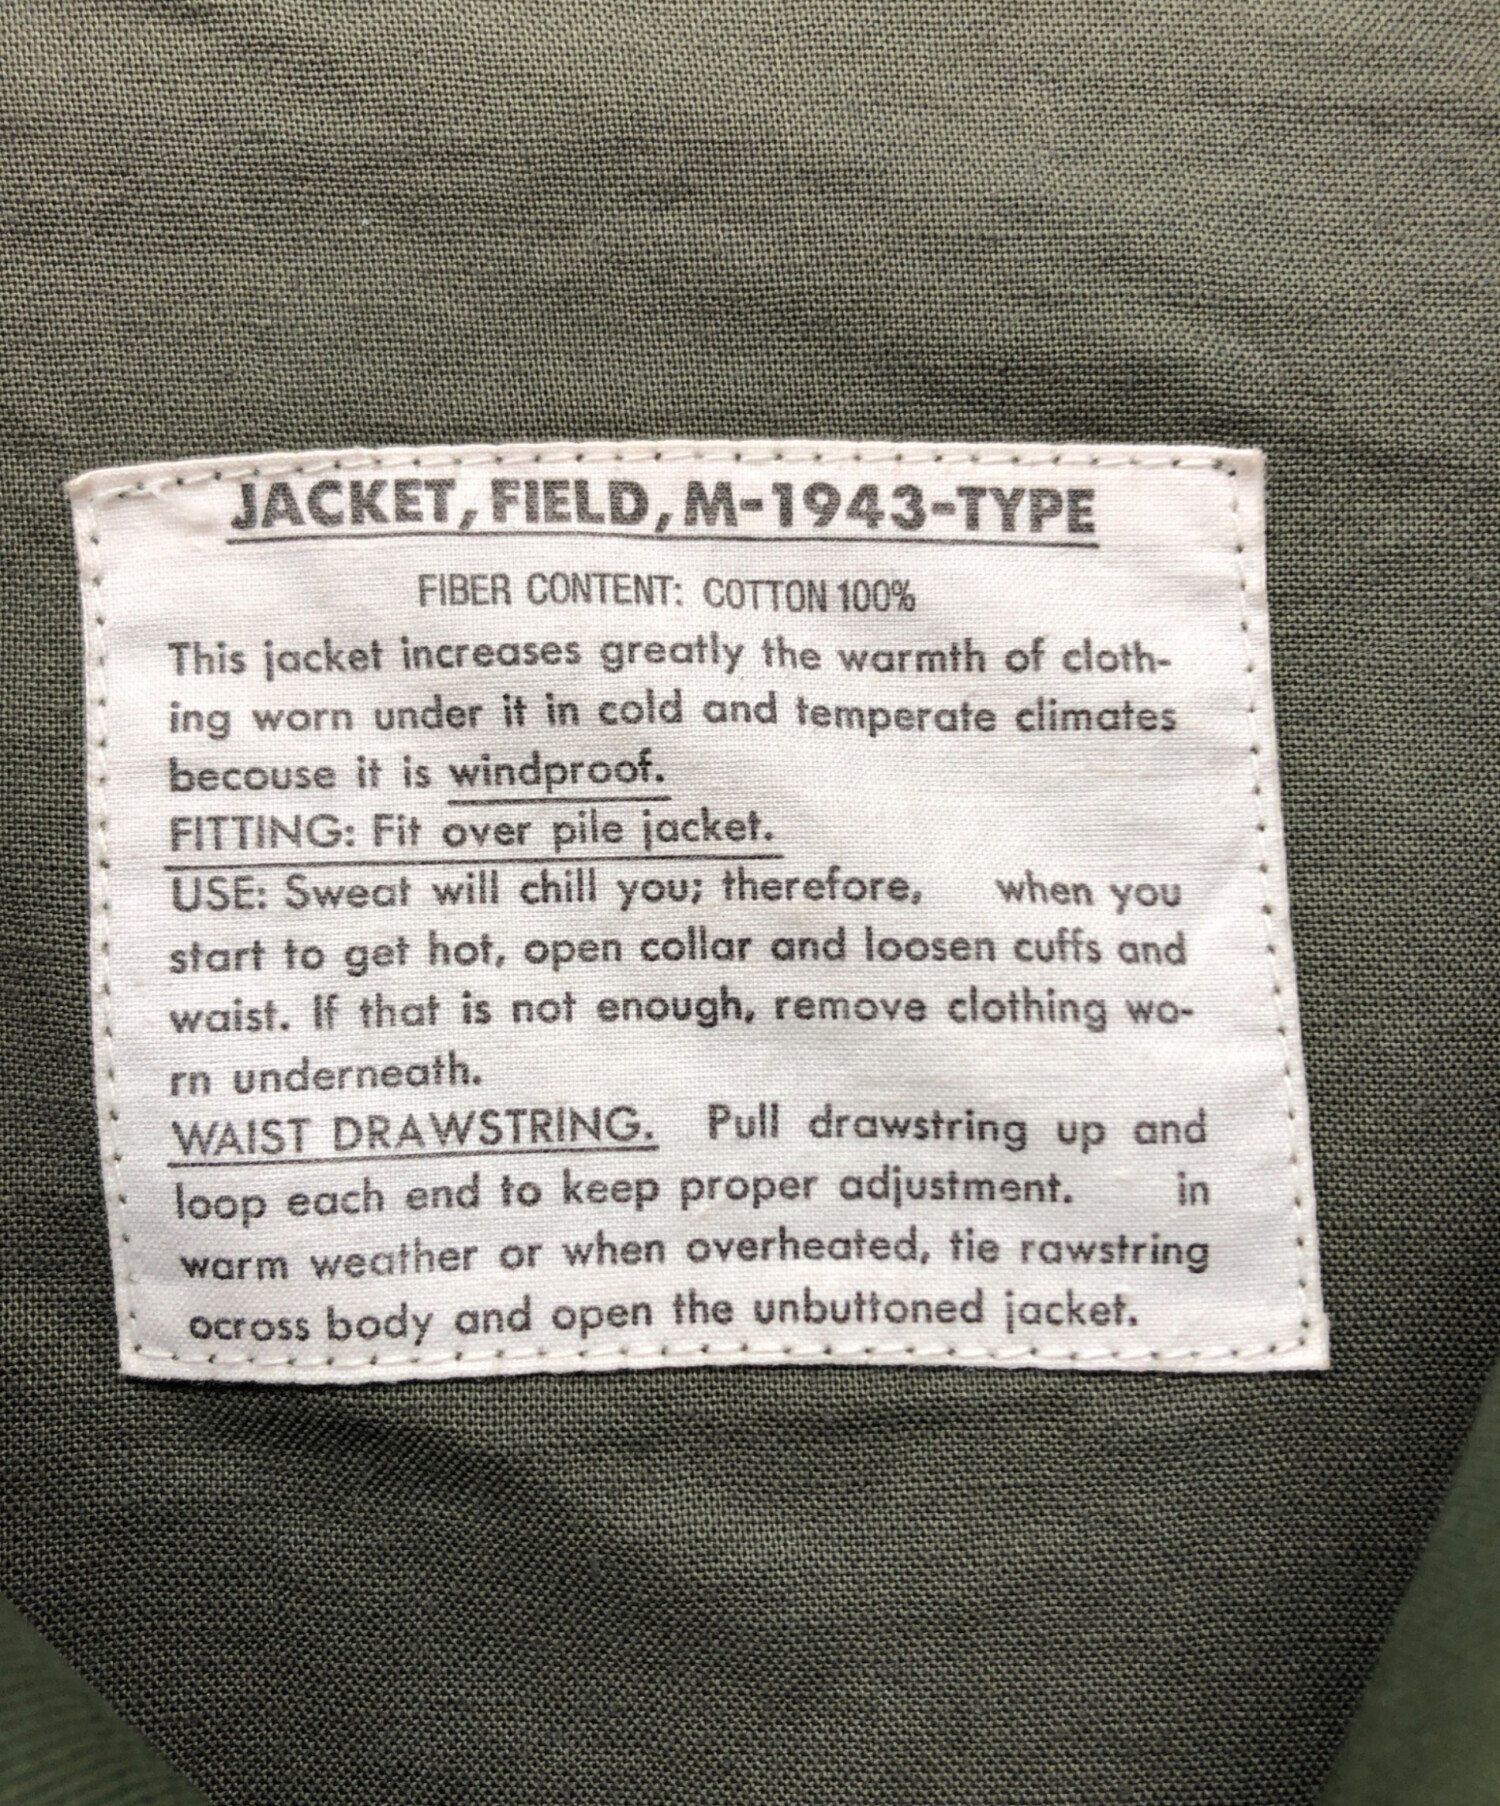 JACKET, FIELD, M-1943-TYPE
FIBER CONTENT: COTTON 100%
This jacket increases greatly the warmth of cloth-
ing worn under it in cold and temperate climates
becouse it is windproof.
FITTING: Fit over pile jacket.
USE: Sweat will chill you; therefore, when you
start to get hot, open collar and loosen cuffs and
waist. If that is not enough, remove clothing wo-
rn underneath.
WAIST DRAWSTRING. Pull drawstring up and
loop each end to keep proper adjustment. in
warm weather or when overheated, tie rawstring
ocross body and open the unbuttoned jacket.